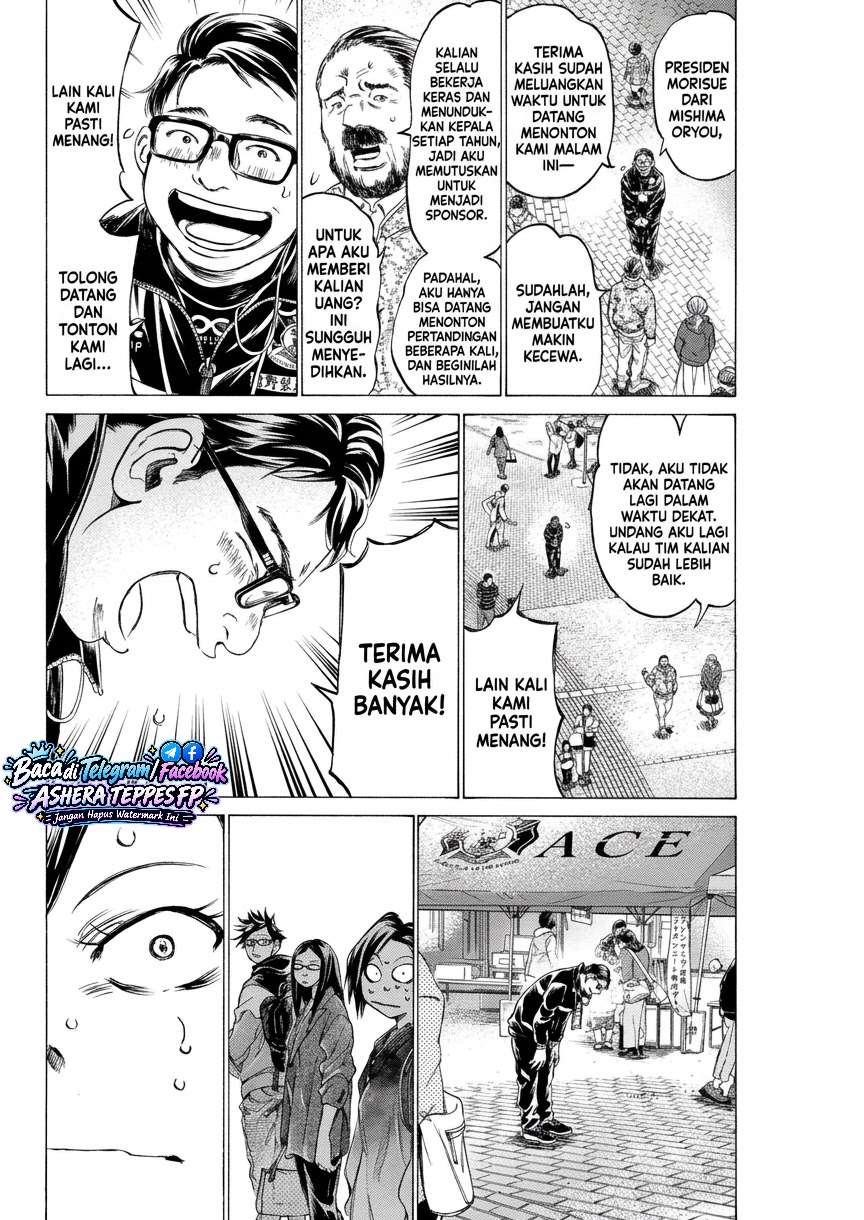 PRESIDEN
MORISUE
DARI
MISHIMA
ORYOU,
TERIMA
KASIH SUDAH
MELUANGKAN
WAKTU UNTUK
DATANG
MENONTON
KAMI MALAM
INI—
SUDAHLAH,
JANGAN
MEMBUATKU
MAKIN
KECEWA.
KALIAN
SELALU
BEKERJA
KERAS DAN
MENUNDUK-
KAN KEPALA
SETIAP TAHUN,
JADI AKU
MEMUTUSKAN
UNTUK
MENJADI
SPONSOR.
PADAHAL,
AKU HANYA
BISA DATANG
MENONTON
PERTANDINGAN
BEBERAPA KALI,
DAN BEGINILAH
HASILNYA.
UNTUK
APA AKU
MEMBERI
KALIAN
UANG?
INI
SUNGGUH
MENYE-
DIHKAN.
LAIN KALI
KAMI
PASTI
MENANG!
TOLONG
DATANG
DAN
TONTON
KAMI
LAGI...
TIDAK, AKU TIDAK
AKAN DATANG
LAGI DALAM
WAKTU DEKAT.
UNDANG AKU LAGI
KALAU TIM KALIAN
SUDAH LEBIH
BAIK.
LAIN KALI
KAMI
PASTI
MENANG!
TERIMA
KASIH
BANYAK!
Baca di Telegram/Facebook
ASHERA TEPPES FP
Jangan Hapus Watermark Ini
ACE